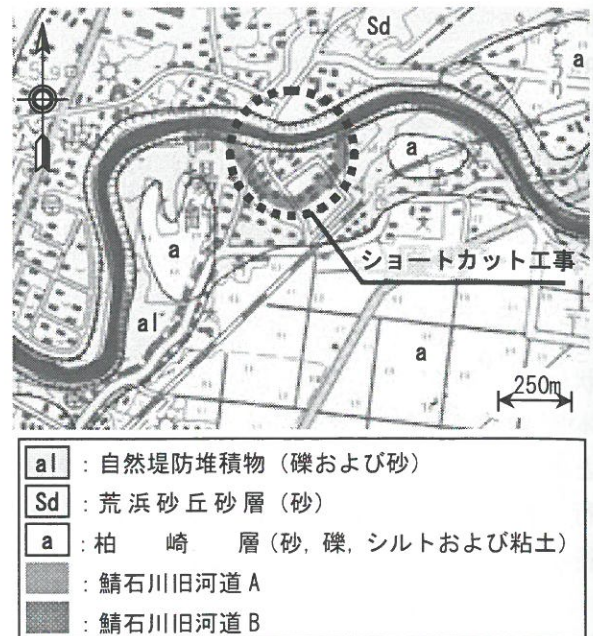 Sd
a
a
a
ショートカット工事
al
a
250m
al : 自然堤防堆積物 (礫および砂)
Sd : 荒浜砂丘砂層 (砂)
a : 柏 崎 層 (砂, 礫, シルトおよび粘土)
: 鯖石川旧河道 A
: 鯖石川旧河道 B